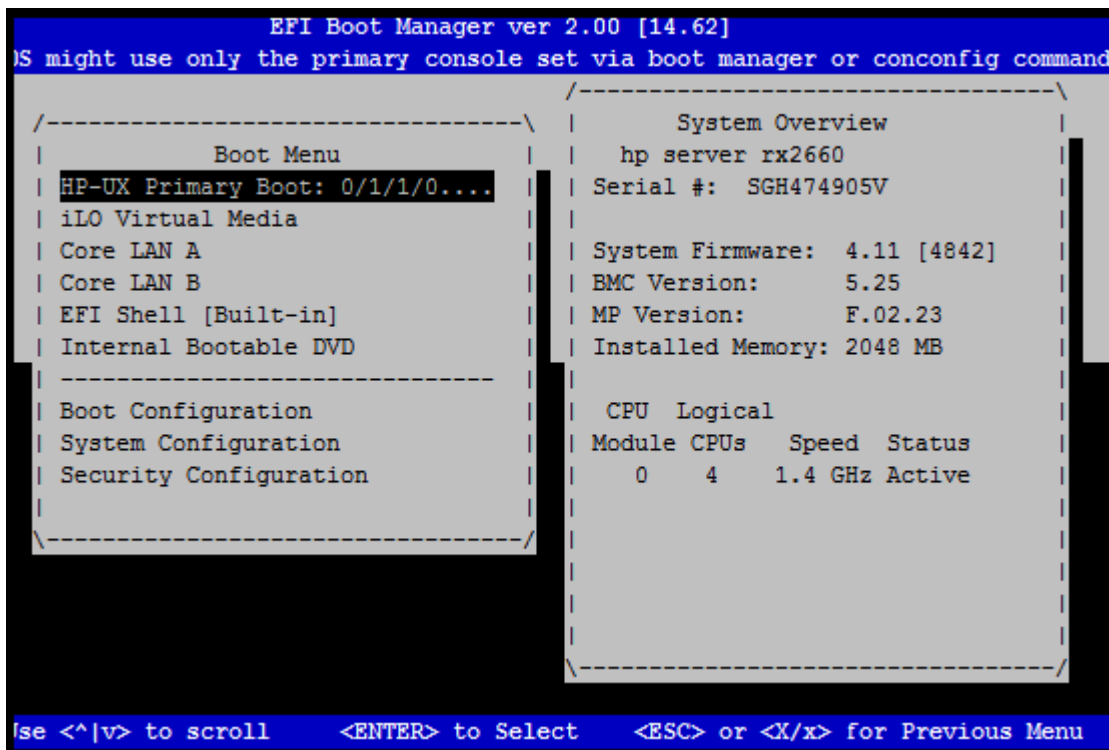 EFI Boot Manager ver 2.00 [14.62]
OS might use only the primary console set via boot manager or conconfig command
Boot Menu
HP-UX Primary Boot: 0/1/1/0....
iLO Virtual Media
Core LAN A
Core LAN B
EFI Shell [Built-in]
Internal Bootable DVD
--------------------------------
Boot Configuration
System Configuration
Security Configuration
System Overview
hp server rx2660
Serial #: SGH474905V
System Firmware: 4.11 [4842]
BMC Version: 5.25
MP Version: F.02.23
Installed Memory: 2048 MB
CPU Logical
Module CPUs Speed Status
0 4 1.4 GHz Active
Use <^|v> to scroll <ENTER> to Select <ESC> or <X/x> for Previous Menu